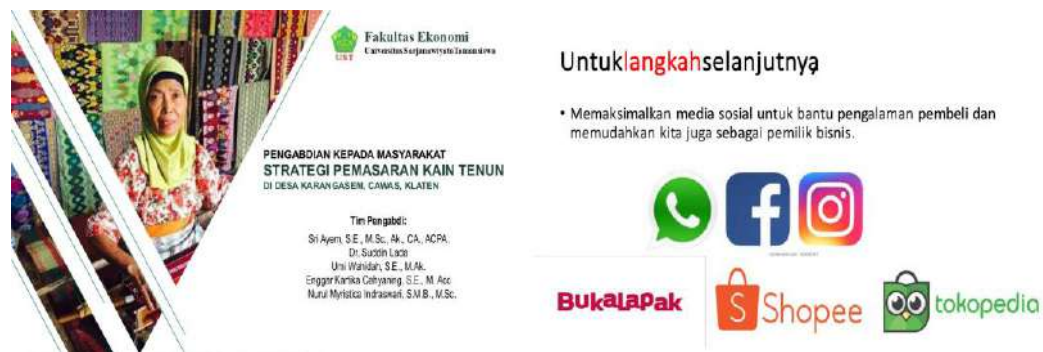 Fakultas Ekonomi
Universitas Sarjanawiyata Tamansiswa
UST
PENGABDIAN KEPADA MASYARAKAT
STRATEGI PEMASARAN KAIN TENUN
DI DESA KARANGASEM, CAWAS, KLATEN
Tim Pengabdi:
Sri Ayem, S.E., M.Sc., Ak., CA., ACPA.
Dr. Suddin Lada
Umi Wahidah, S.E., M.Ak.
Enggar Kartika Cahyaning, S.E., M. Acc
Nurul Myristica Indraswari, S.M.B., M.Sc.
Untuklangkahselanjutnya
• Memaksimalkan media sosial untuk bantu pengalaman pembeli dan
memudahkan kita juga sebagai pemilik bisnis.
Bukalapak
S Shopee
tokopedia